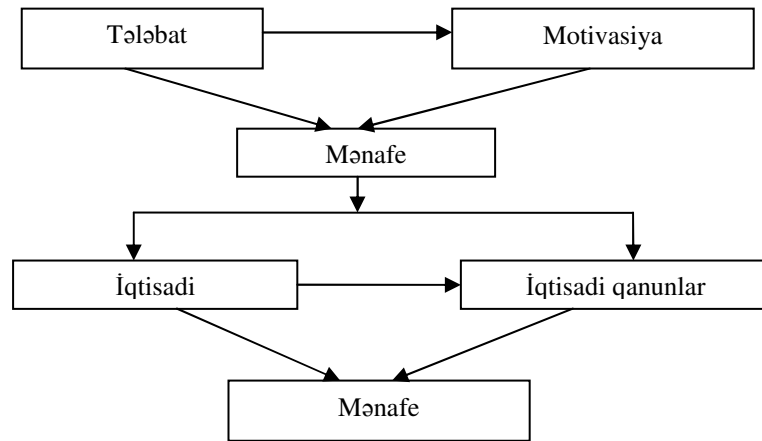 Tələbat
Motivasiya
Mənafe
İqtisadi
İqtisadi qanunlar
Mənafe